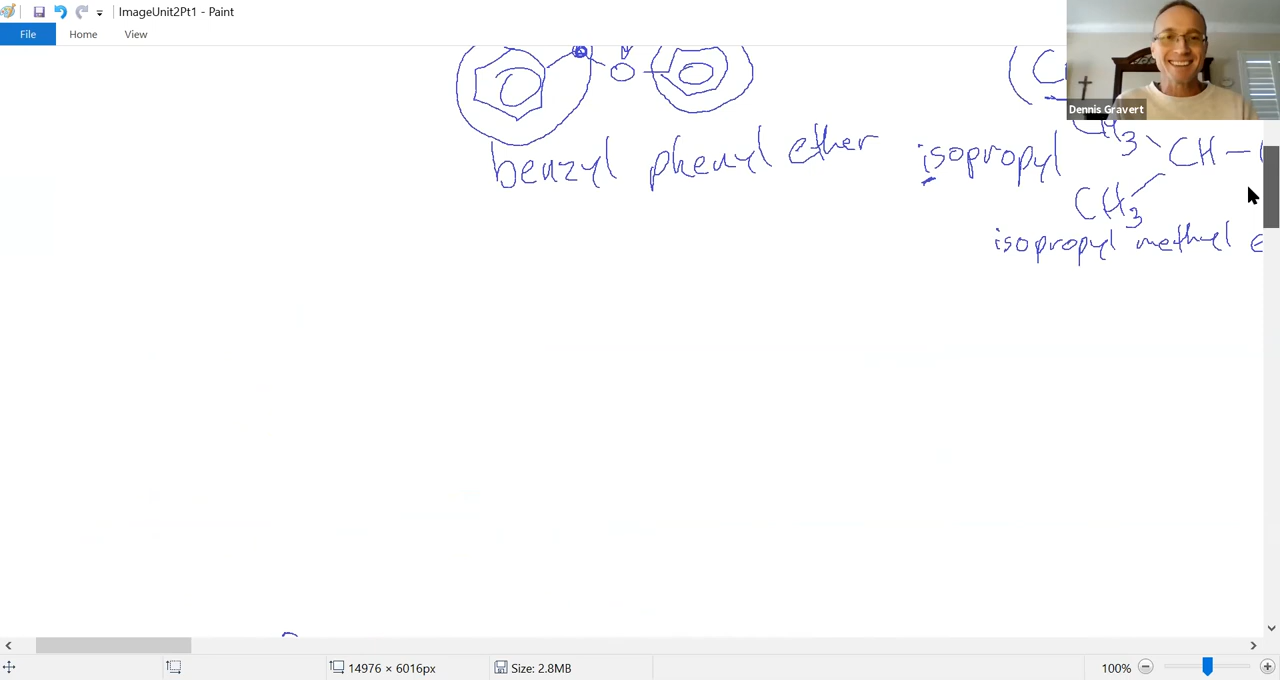 ImageUnit2Pt1 - Paint
File Home View
Dennis Gravert
O
CH3
CH —
benzyl phenyl ether isopropyl
CH3
isopropyl methyl
14976 × 6016px
Size: 2.8MB
100%